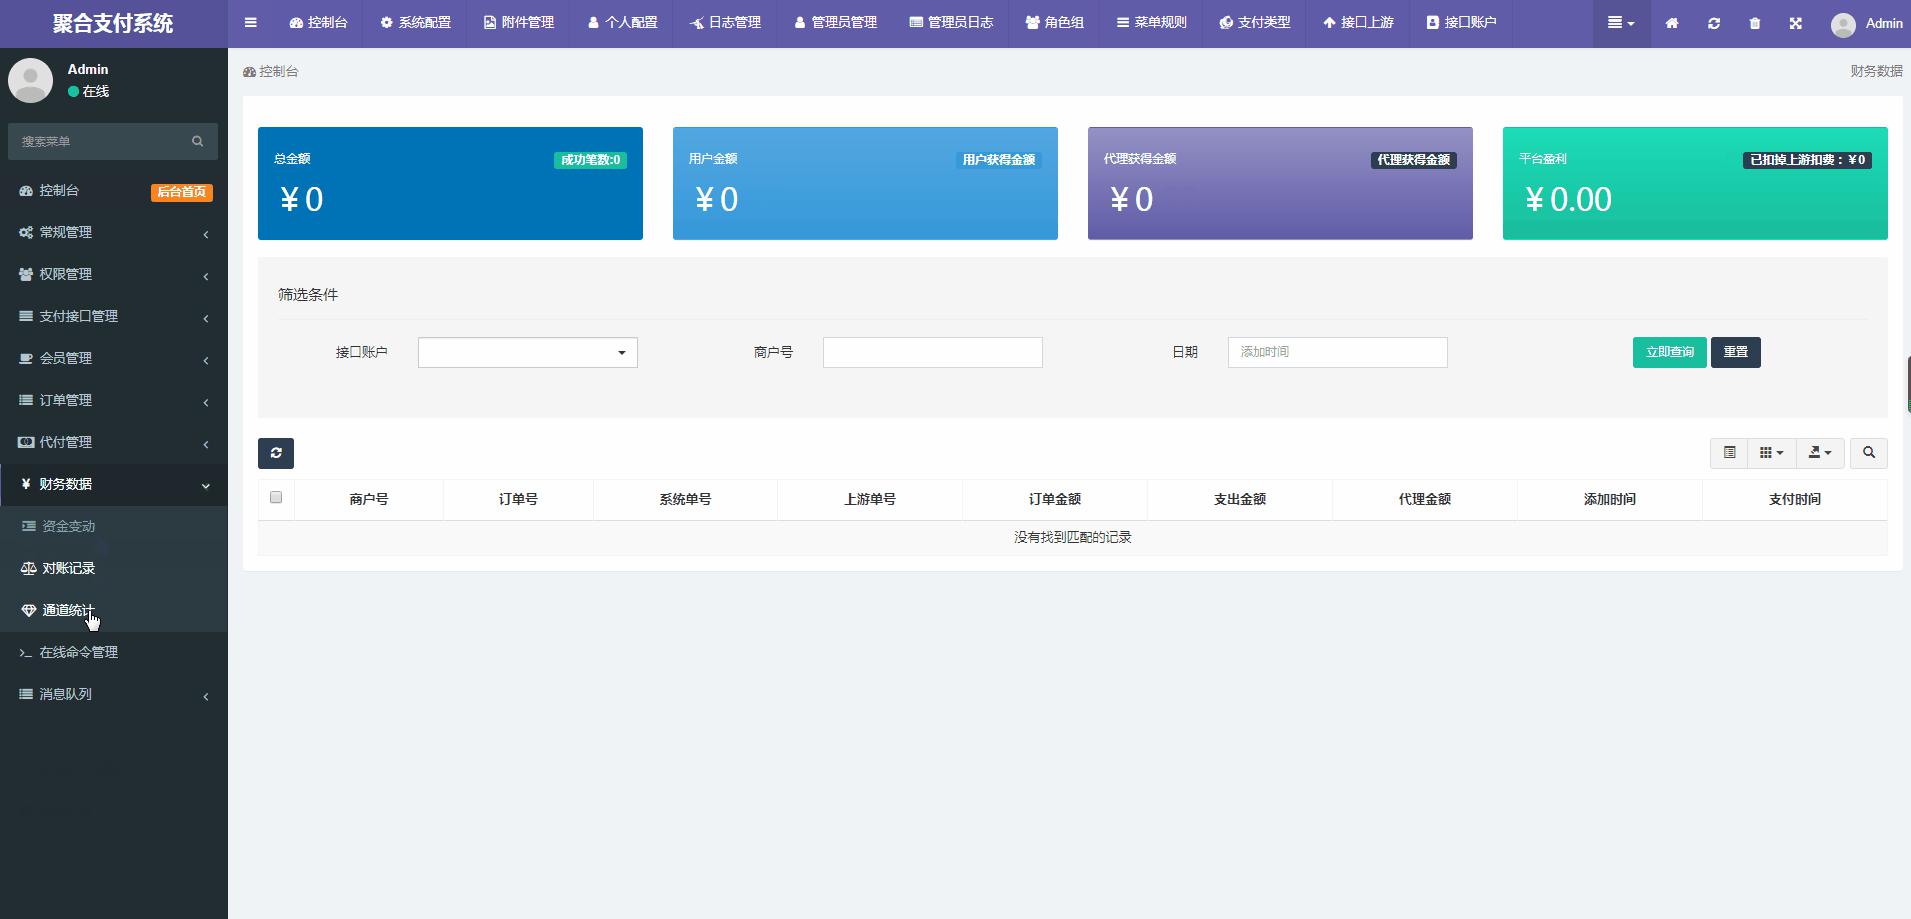 聚合支付系统
控制台 系统配置 附件管理 个人配置 日志管理 管理员管理 管理员日志 角色组 菜单规则 支付类型 接口上游 接口账户 Admin
Admin
在线
搜索菜单
控制台 后台首页
常规管理
权限管理
支付接口管理
会员管理
订单管理
代付管理
财务数据
资金变动
对账记录
通道统计
在线命令管理
消息队列
控制台 财务数据
总金额 成功笔数:0
¥ 0
用户金额 用户获得金额
¥ 0
代理获得金额 代理获得金额
¥ 0
平台盈利 已扣掉上游扣费：¥0
¥ 0.00
筛选条件
接口账户 商户号 日期 添加时间 立即查询 重置
商户号 订单号 系统单号 上游单号 订单金额 支出金额 代理金额 添加时间 支付时间
没有找到匹配的记录